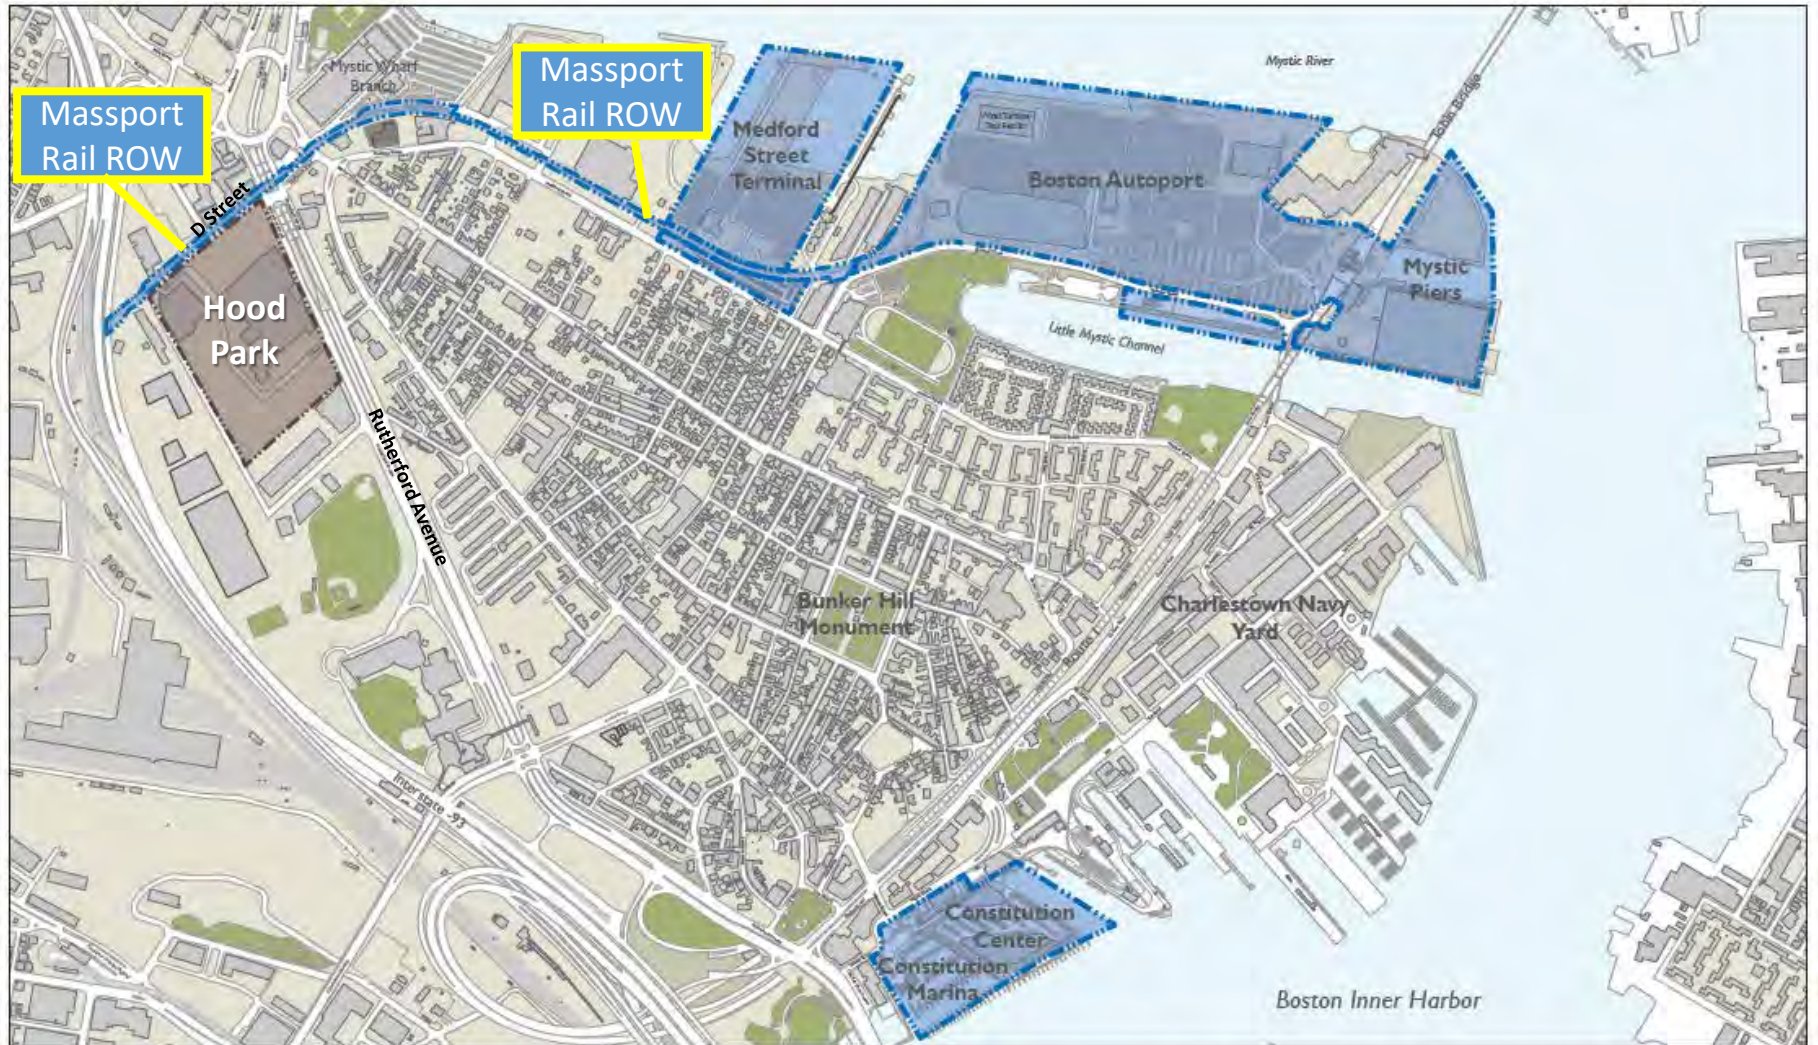 Mystic River
Mystic Wharf
Branch
Massport
Rail ROW
Massport
Rail ROW
Tobin Bridge
Medford
Street
Terminal
Boston Autoport
D Street
Mystic
Piers
Hood
Park
Little Mystic Channel
Rutherford Avenue
Bunker Hill
Monument
Charlestown Navy
Yard
Interstate -93
Constitution
Center
Constitution
Marina
Boston Inner Harbor